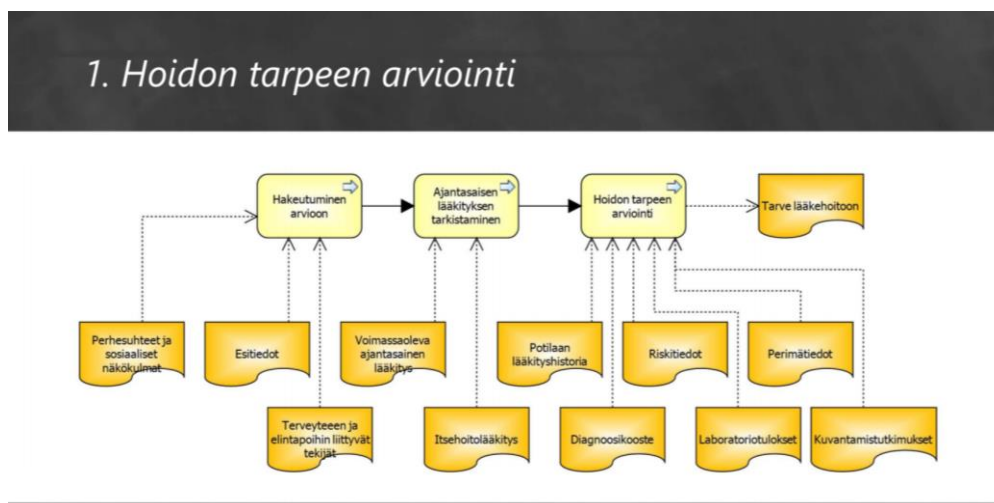 1. Hoidon tarpeen arviointi
Hakeutuminen
arvioon
Ajantasaisen
lääkityksen
tarkistaminen
Hoidon tarpeen
arviointi
Tarve lääkehoitoon
Perhesuhteet ja
sosiaaliset
näkökulmat
Esitiedot
Voimassaoleva
ajantasainen
lääkitys
Potilaan
lääkityshistoria
Riskitiedot
Perimätiedot
Terveyteeen ja
elintapoihin liittyvät
tekijät
Itsehoitolääkitys
Diagnoosikooste
Laboratoriotulokset
Kuvantamistutkimukset